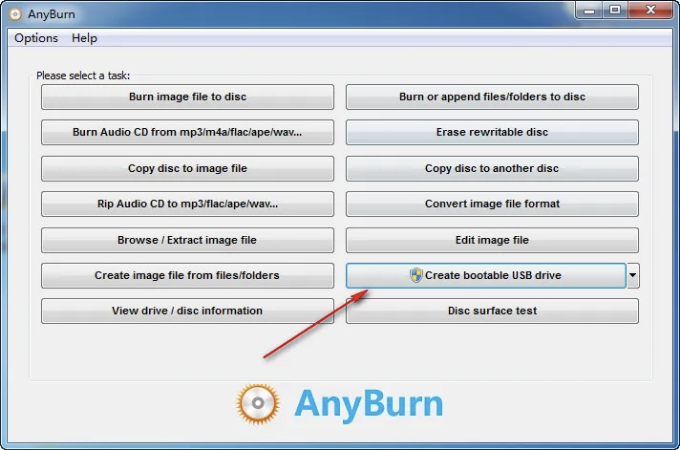 AnyBurn
Options Help
Please select a task:
Burn image file to disc
Burn or append files/folders to disc
Burn Audio CD from mp3/m4a/flac/ape/wav...
Erase rewritable disc
Copy disc to image file
Copy disc to another disc
Rip Audio CD to mp3/flac/ape/wav...
Convert image file format
Browse / Extract image file
Edit image file
Create image file from files/folders
Create bootable USB drive
View drive / disc information
Disc surface test
AnyBurn